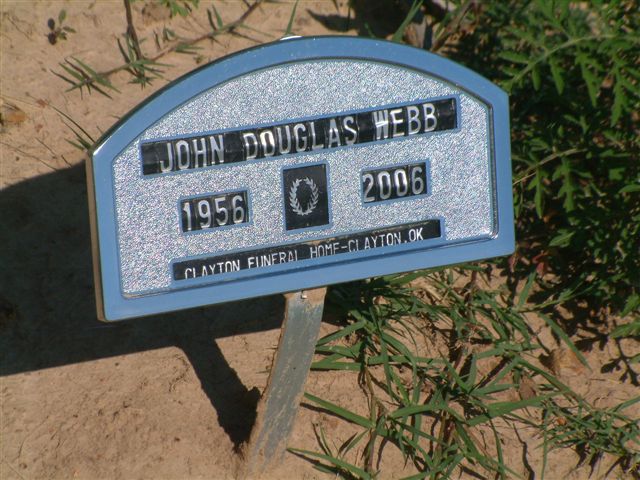 JOHN DOUGLAS WEBB
1956 2006
CLAYTON FUNERAL HOME-CLAYTON, OK